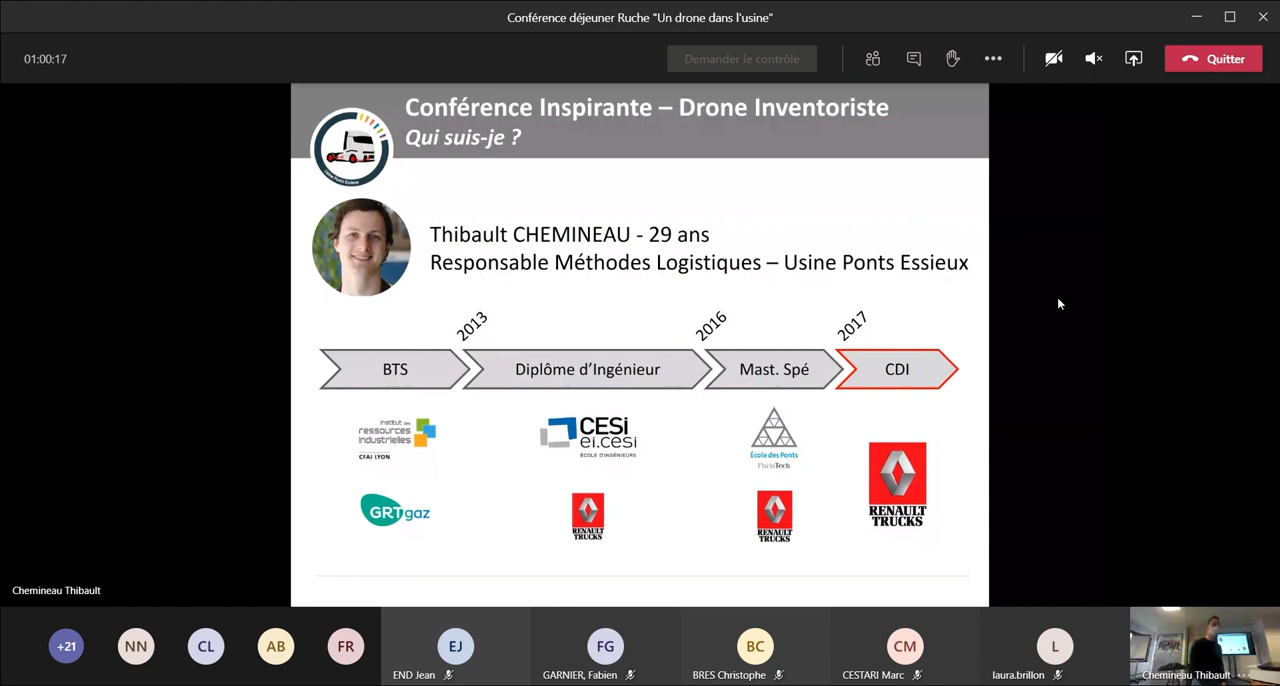 Conférence déjeuner Ruche "Un drone dans l'usine"
01:00:17
Demander le contrôle
Quitter
Conférence Inspirante – Drone Inventoriste
Qui suis-je ?
Usine Ponts Essieux
Thibault CHEMINEAU - 29 ans
Responsable Méthodes Logistiques – Usine Ponts Essieux
2013
2016
2017
BTS
Diplôme d'Ingénieur
Mast. Spé
CDI
institut des
ressources
industrielles
CFAI LYON
CESi
ei.cesi
ÉCOLE D'INGÉNIEURS
École des Ponts
ParisTech
GRTgaz
RENAULT
TRUCKS
RENAULT
TRUCKS
RENAULT
TRUCKS
Chemineau Thibault
+21
NN
CL
AB
FR
EJ
END Jean
FG
GARNIER, Fabien
BC
BRES Christophe
CM
CESTARI Marc
L
laura.brillon
Chemineau Thibault